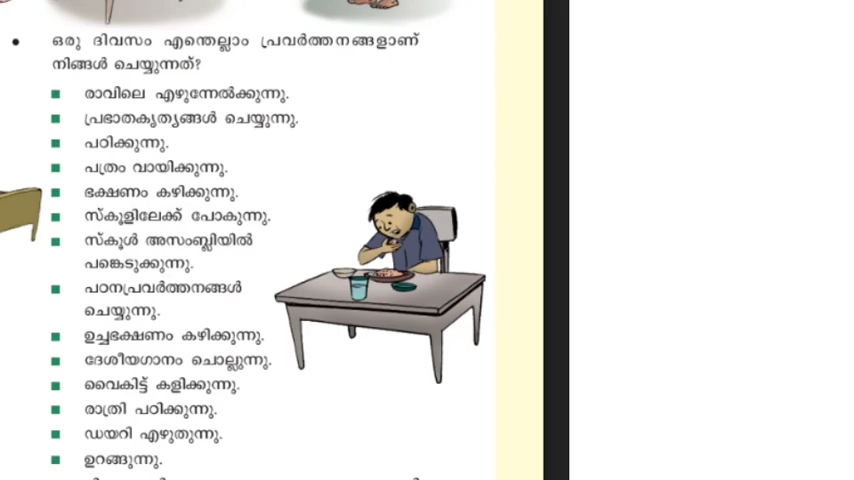 • ഒരു ദിവസം എന്തെല്ലാം പ്രവർത്തനങ്ങളാണ്
നിങ്ങൾ ചെയ്യുന്നത്?
■ രാവിലെ എഴുന്നേൽക്കുന്നു.
■ പ്രഭാതകൃത്യങ്ങൾ ചെയ്യുന്നു.
■ പഠിക്കുന്നു.
■ പത്രം വായിക്കുന്നു.
■ ഭക്ഷണം കഴിക്കുന്നു.
■ സ്കൂളിലേക്ക് പോകുന്നു.
■ സ്കൂൾ അസംബ്ലിയിൽ
പങ്കെടുക്കുന്നു.
■ പഠനപ്രവർത്തനങ്ങൾ
ചെയ്യുന്നു.
■ ഉച്ചഭക്ഷണം കഴിക്കുന്നു.
■ ദേശീയഗാനം ചൊല്ലുന്നു.
■ വൈകിട്ട് കളിക്കുന്നു.
■ രാത്രി പഠിക്കുന്നു.
■ ഡയറി എഴുതുന്നു.
■ ഉറങ്ങുന്നു.